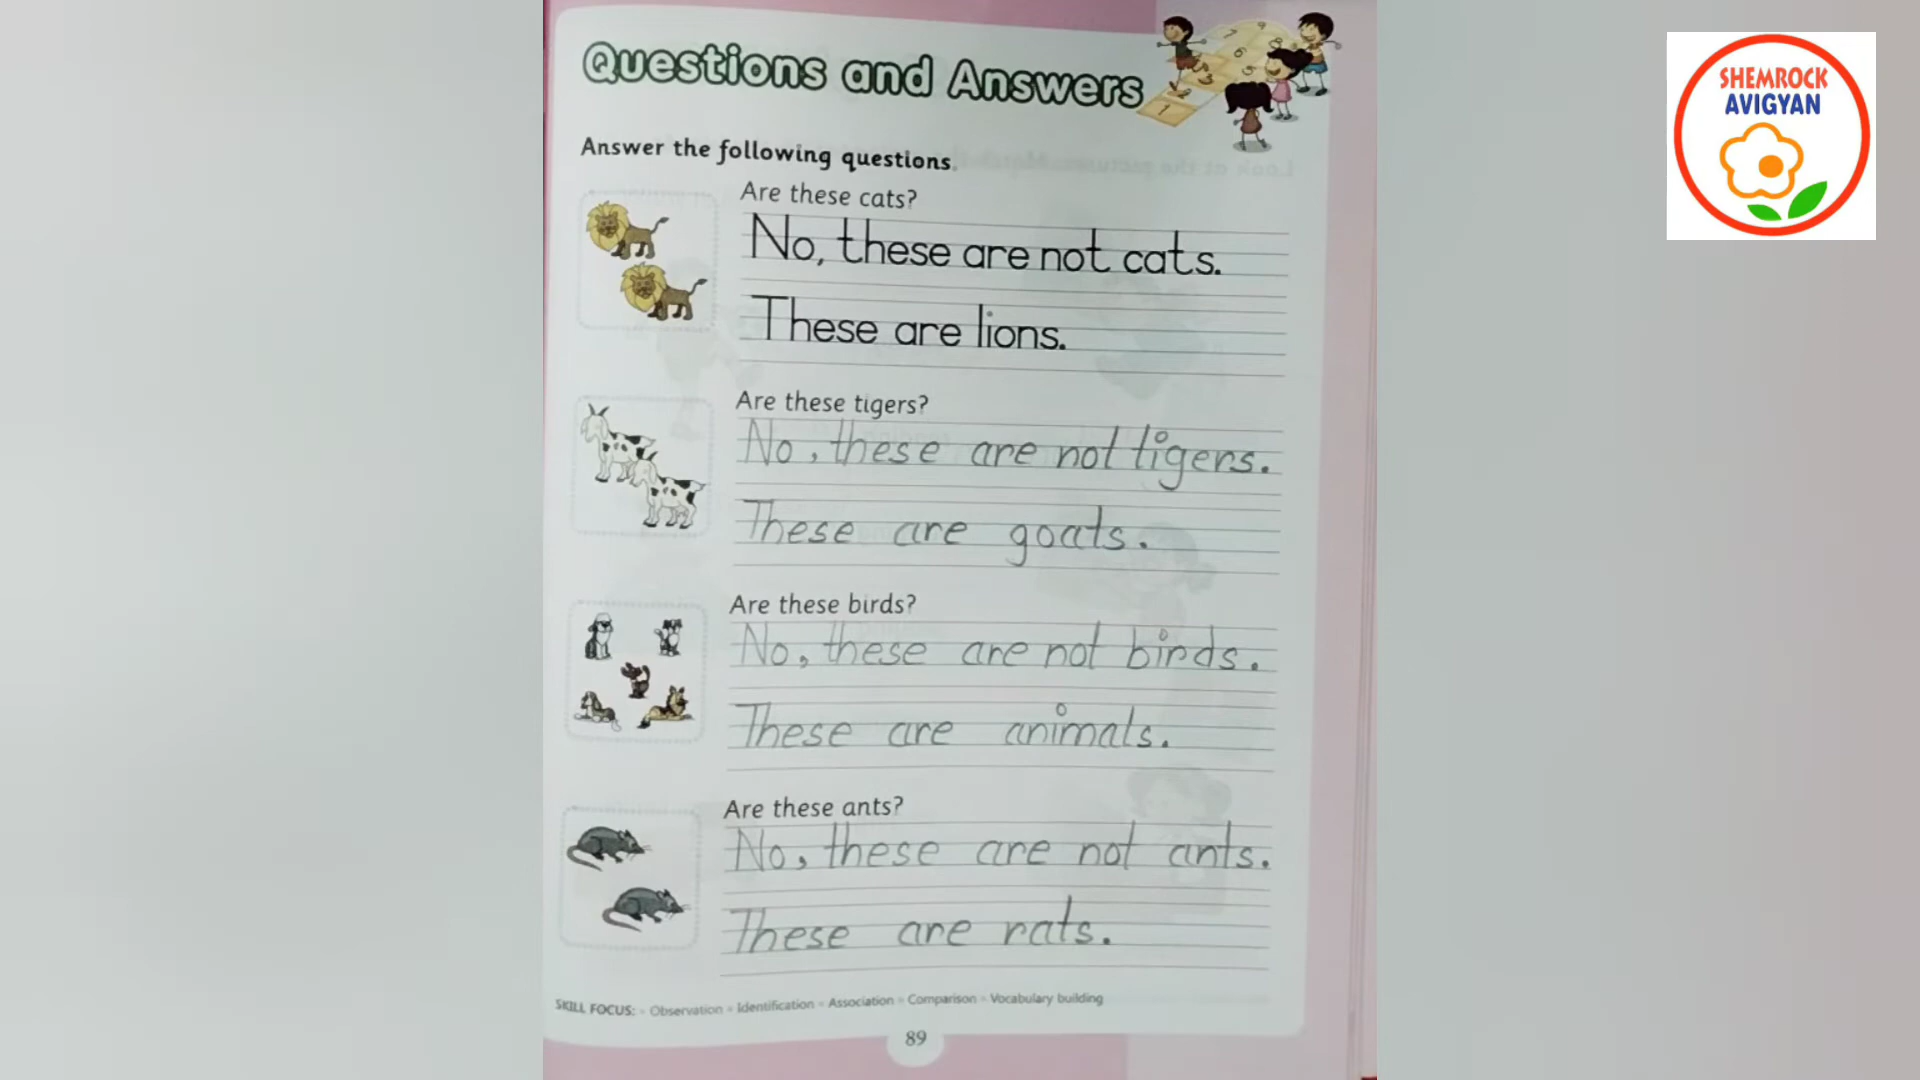 Questions and Answers
SHEMROCK
AVIGYAN
Answer the following questions.
Are these cats?
No, these are not cats.
These are lions.
Are these tigers?
No, these are not tigers.
These are goats.
Are these birds?
No, these are not birds.
These are animals.
Are these ants?
No, these are not ants.
These are rats.
SKILL FOCUS: • Observation • Identification • Association • Comparison • Vocabulary building
89